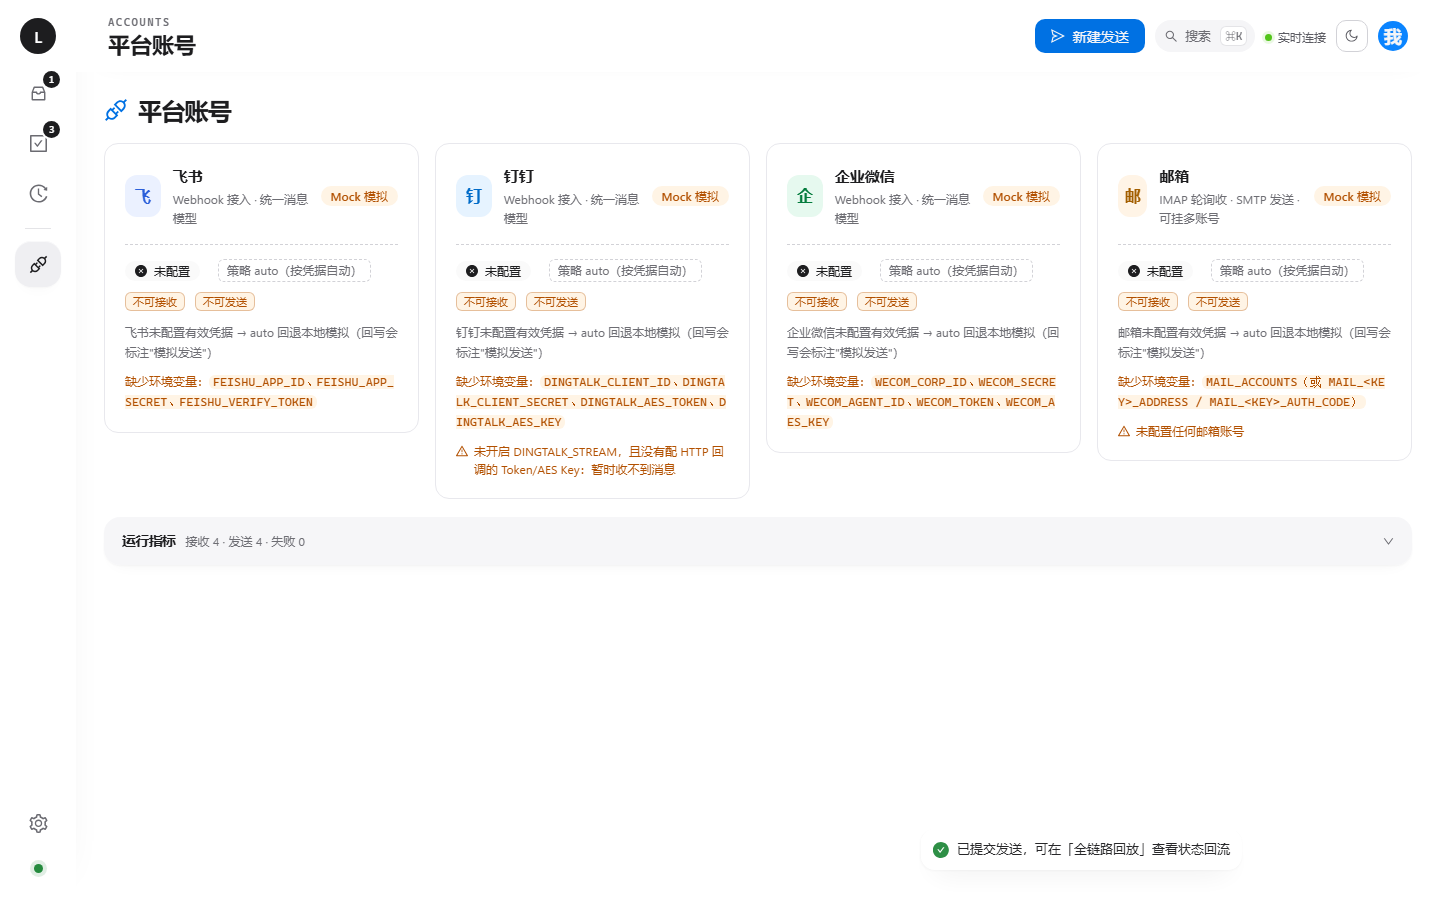 L
1
3
ACCOUNTS
平台账号
新建发送
搜索 ⌘K
实时连接
我
平台账号
飞
飞书
Webhook 接入 · 统一消息
模型
Mock 模拟
未配置
策略 auto（按凭据自动）
不可接收
不可发送
飞书未配置有效凭据 → auto 回退本地模拟（回写会
标注"模拟发送"）
缺少环境变量： FEISHU_APP_ID、FEISHU_APP_
SECRET、FEISHU_VERIFY_TOKEN
钉
钉钉
Webhook 接入 · 统一消息
模型
Mock 模拟
未配置
策略 auto（按凭据自动）
不可接收
不可发送
钉钉未配置有效凭据 → auto 回退本地模拟（回写会
标注"模拟发送"）
缺少环境变量： DINGTALK_CLIENT_ID、DINGTA
LK_CLIENT_SECRET、DINGTALK_AES_TOKEN、D
INGTALK_AES_KEY
未开启 DINGTALK_STREAM，且没有配 HTTP 回
调的 Token/AES Key：暂时收不到消息
企
企业微信
Webhook 接入 · 统一消息
模型
Mock 模拟
未配置
策略 auto（按凭据自动）
不可接收
不可发送
企业微信未配置有效凭据 → auto 回退本地模拟（回
写会标注"模拟发送"）
缺少环境变量： WECOM_CORP_ID、WECOM_SECRE
T、WECOM_AGENT_ID、WECOM_TOKEN、WECOM_A
ES_KEY
邮
邮箱
IMAP 轮询收 · SMTP 发送 ·
可挂多账号
Mock 模拟
未配置
策略 auto（按凭据自动）
不可接收
不可发送
邮箱未配置有效凭据 → auto 回退本地模拟（回写会
标注"模拟发送"）
缺少环境变量： MAIL_ACCOUNTS（或 MAIL_<KE
Y>_ADDRESS / MAIL_<KEY>_AUTH_CODE）
未配置任何邮箱账号
运行指标 接收 4 · 发送 4 · 失败 0
已提交发送，可在「全链路回放」查看状态回流